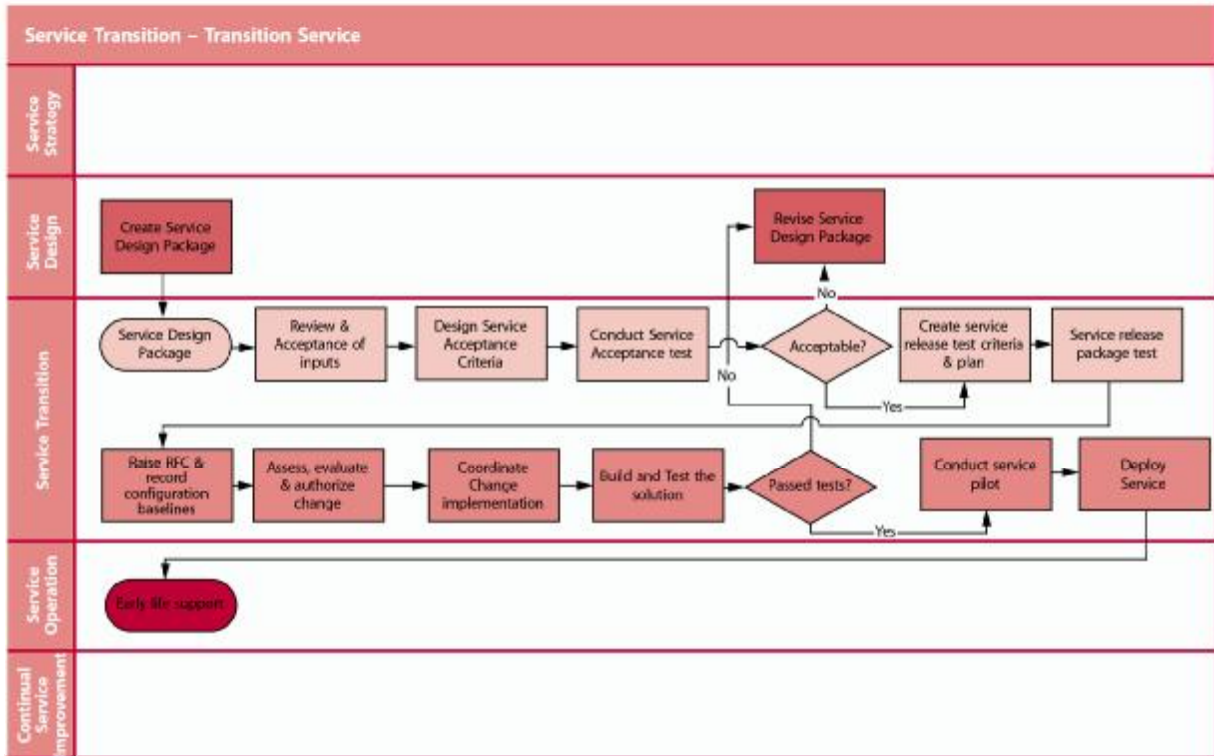 Service Transition – Transition Service
Service
Strategy
Service
Design
Create Service
Design Package
Revise Service
Design Package
No
Service Transition
Service Design
Package
Review &
Acceptance of
inputs
Design Service
Acceptance
Criteria
Conduct Service
Acceptance test
Acceptable?
Create service
release test criteria
& plan
Service release
package test
No
Yes
Raise RFC &
record
configuration
baselines
Assess, evaluate
& authorize
change
Coordinate
Change
implementation
Build and Test the
solution
Passed tests?
Conduct service
pilot
Deploy
Service
Yes
Service
Operation
Early life support
Continual
Service
Improvement